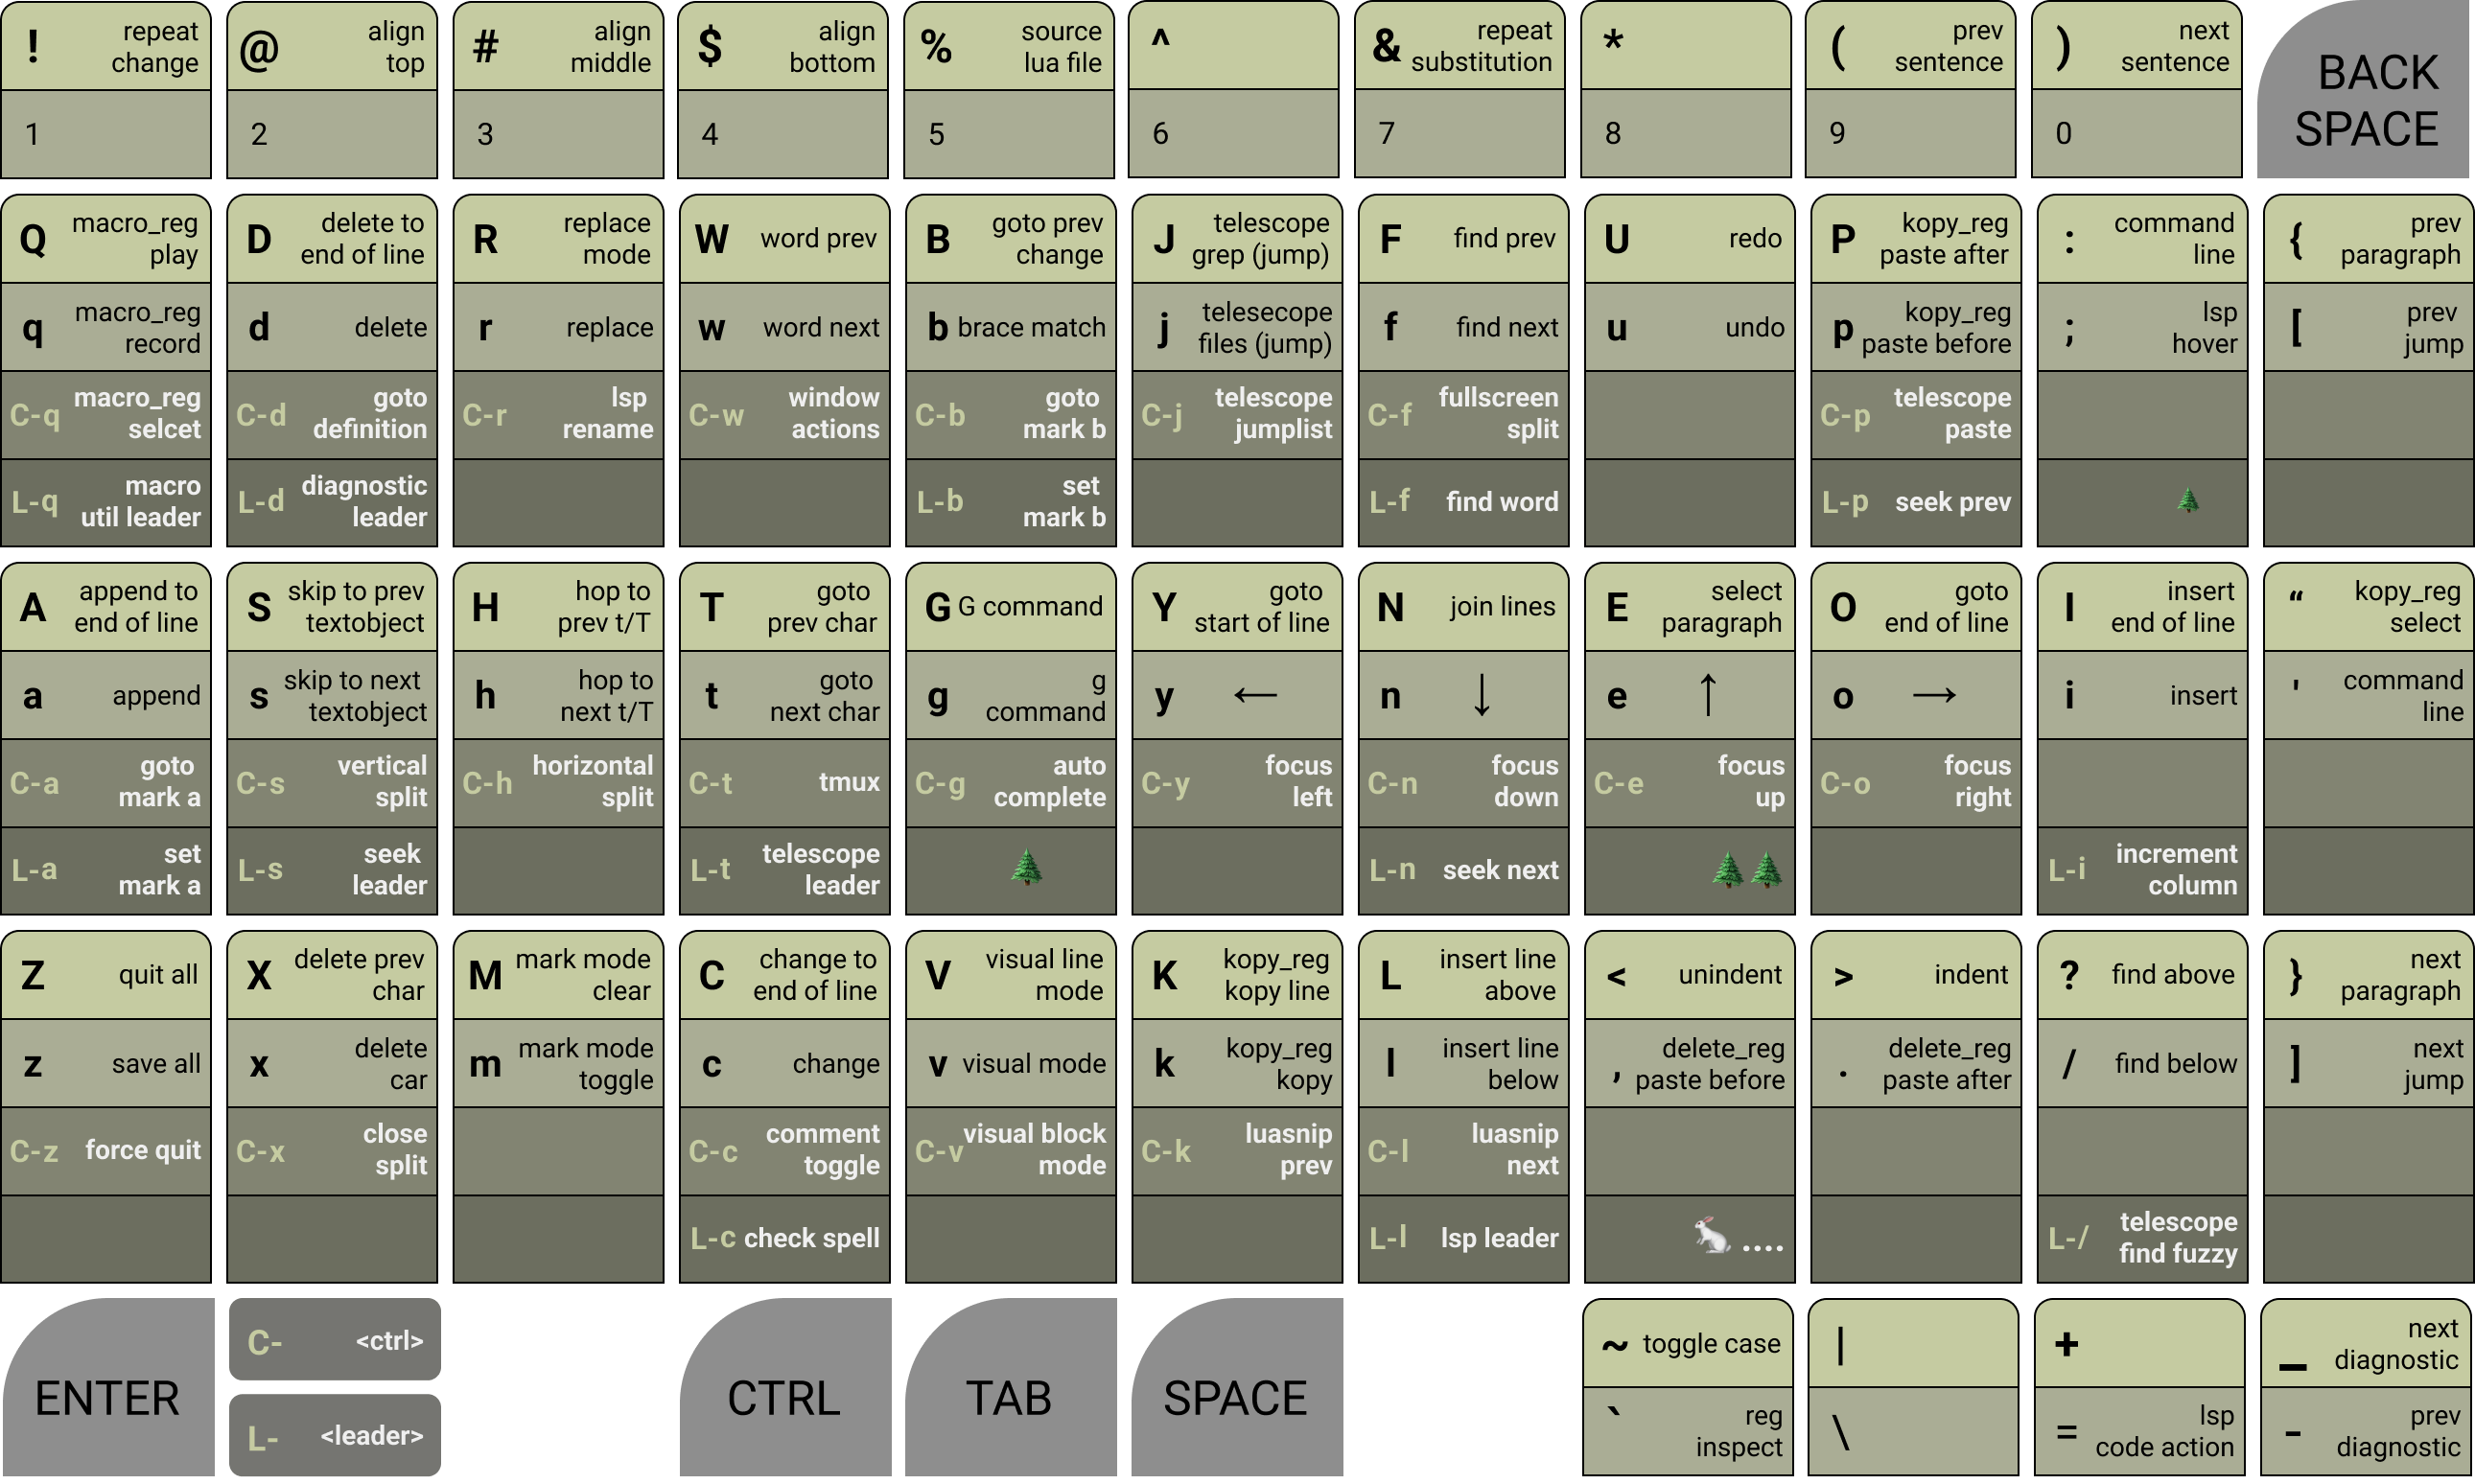 ! repeat change
1
@ align top
2
# align middle
3
$ align bottom
4
% source lua file
5
^
6
& repeat substitution
7
*
8
( prev sentence
9
) next sentence
0
BACK SPACE
Q macro_reg play
q macro_reg record
C-q macro_reg selcet
L-q macro util leader
D delete to end of line
d delete
C-d goto definition
L-d diagnostic leader
R replace mode
r replace
C-r lsp rename
W word prev
w word next
C-w window actions
B goto prev change
b brace match
C-b goto mark b
L-b set mark b
J telescope grep (jump)
j telesecope files (jump)
C-j telescope jumplist
F find prev
f find next
C-f fullscreen split
L-f find word
U redo
u undo
P kopy_reg paste after
p kopy_reg paste before
C-p telescope paste
L-p seek prev
: command line
; lsp hover
{ prev paragraph
[ prev jump
A append to end of line
a append
C-a goto mark a
L-a set mark a
S skip to prev textobject
s skip to next textobject
C-s vertical split
L-s seek leader
H hop to prev t/T
h hop to next t/T
C-h horizontal split
T goto prev char
t goto next char
C-t tmux
L-t telescope leader
G G command
g g command
C-g auto complete
Y goto start of line
y ←
C-y focus left
N join lines
n ↓
C-n focus down
L-n seek next
E select paragraph
e ↑
C-e focus up
O goto end of line
o →
C-o focus right
I insert end of line
i insert
L-i increment column
“ kopy_reg select
' command line
Z quit all
z save all
C-z force quit
X delete prev char
x delete car
C-x close split
M mark mode clear
m mark mode toggle
C change to end of line
c change
C-c comment toggle
L-c check spell
V visual line mode
v visual mode
C-v visual block mode
K kopy_reg kopy line
k kopy_reg kopy
C-k luasnip prev
L insert line above
l insert line below
C-l luasnip next
L-l lsp leader
< unindent
, delete_reg paste before
....
> indent
. delete_reg paste after
? find above
/ find below
L-/ telescope find fuzzy
} next paragraph
] next jump
ENTER
C- <ctrl>
L- <leader>
CTRL
TAB
SPACE
~ toggle case
` reg inspect
|
\
+
= lsp code action
_ next diagnostic
- prev diagnostic